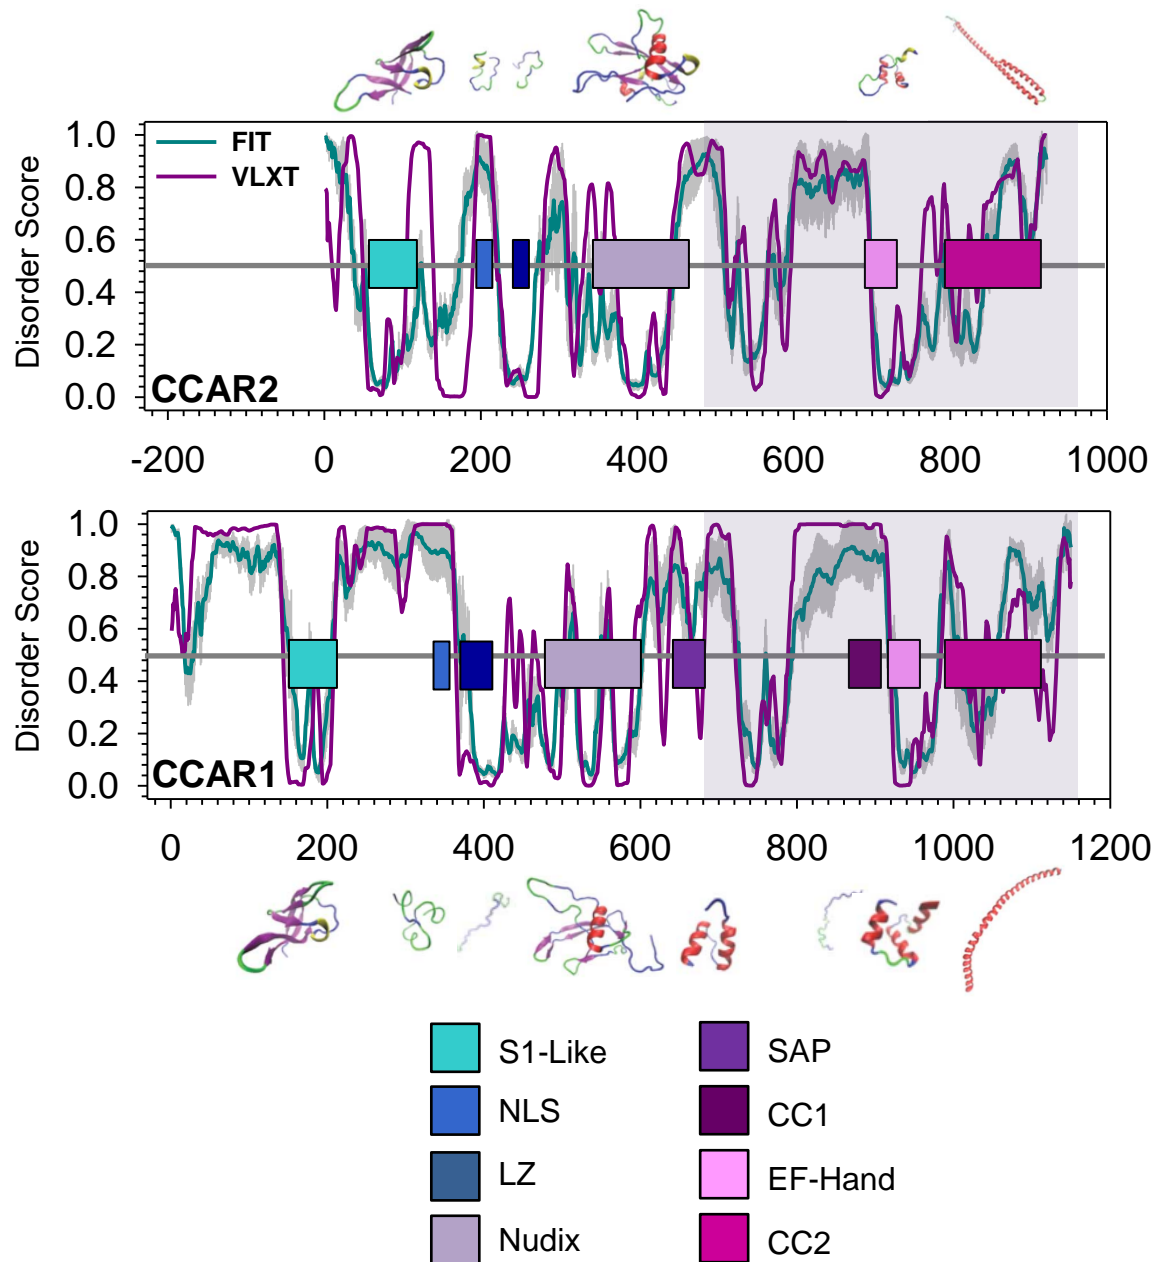 FIT
VLXT
Disorder Score
1.0
0.8
0.6
0.4
0.2
0.0
CCAR2
-200 0 200 400 600 800 1000
Disorder Score
1.0
0.8
0.6
0.4
0.2
0.0
CCAR1
0 200 400 600 800 1000 1200
S1-Like
NLS
LZ
Nudix
SAP
CC1
EF-Hand
CC2